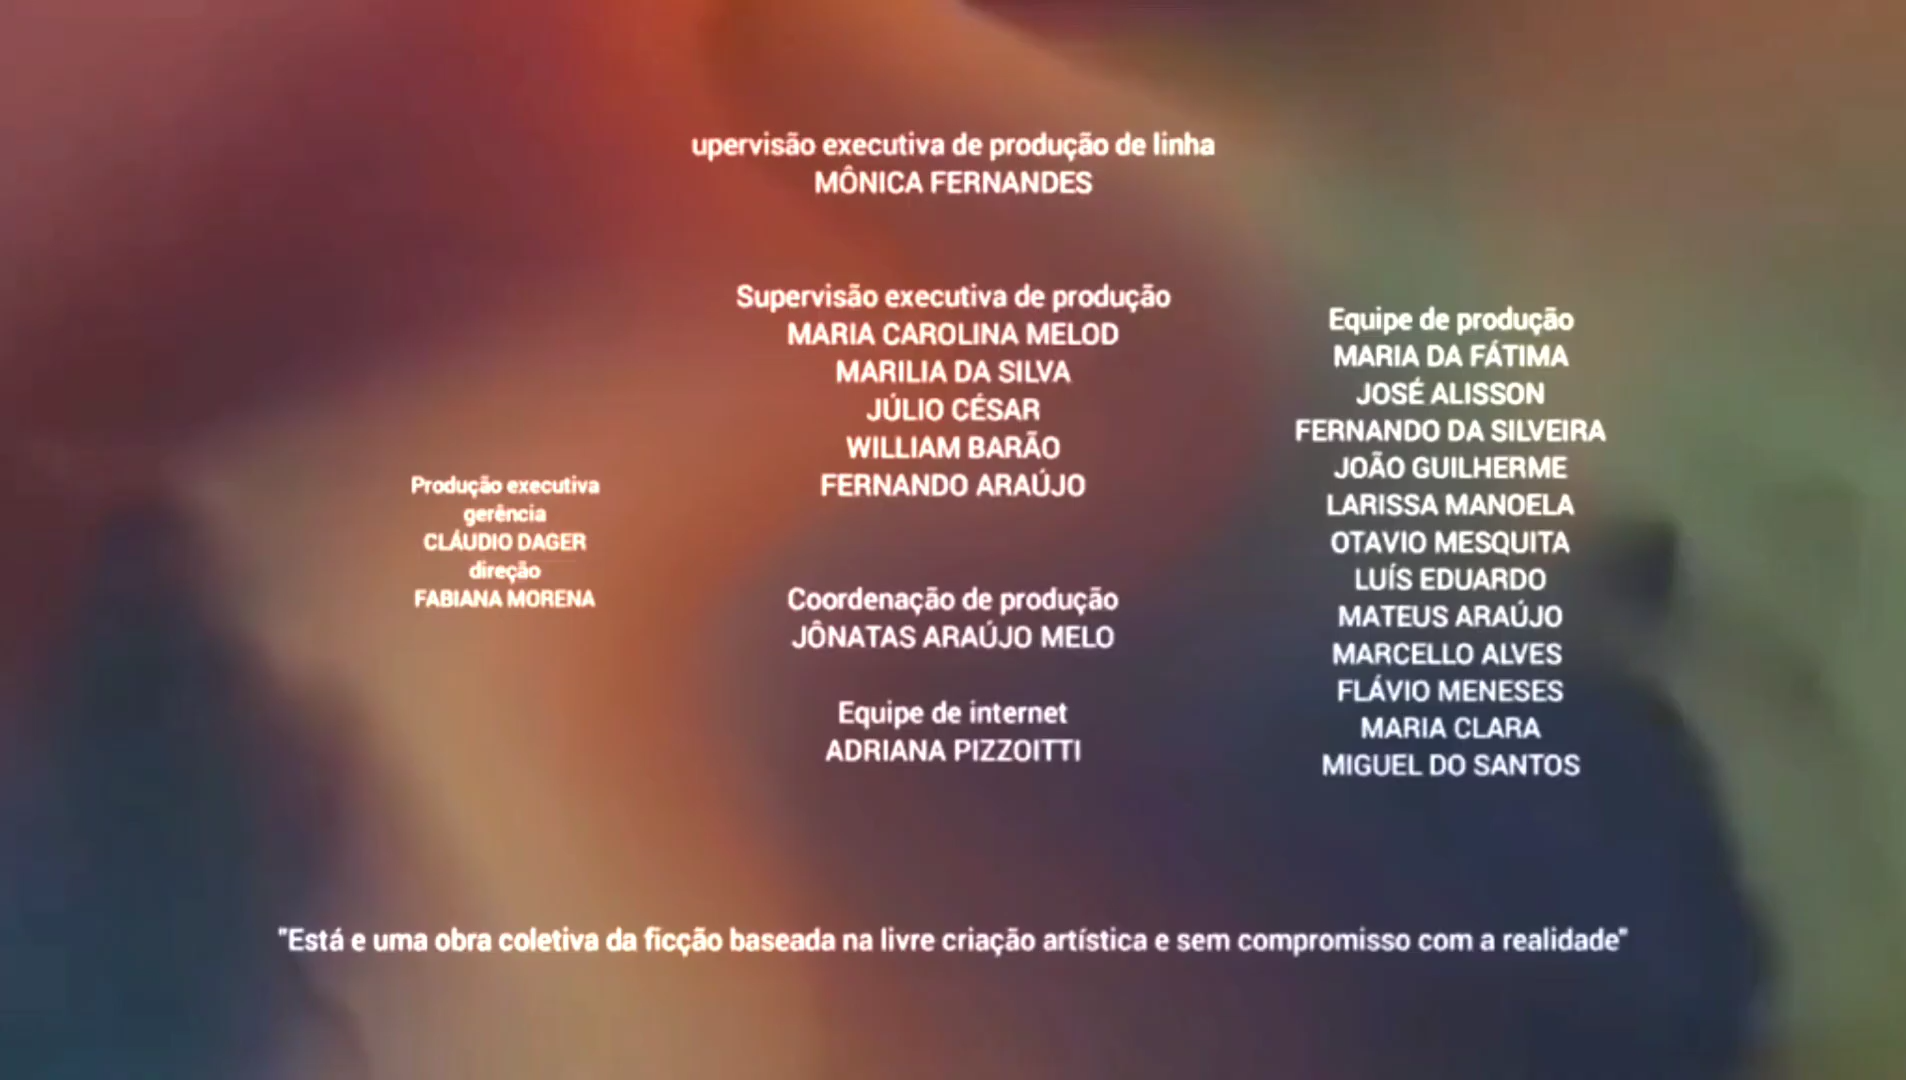 upervisão executiva de produção de linha
MÔNICA FERNANDES
Supervisão executiva de produção
MARIA CAROLINA MELOD
MARILIA DA SILVA
JÚLIO CÉSAR
WILLIAM BARÃO
FERNANDO ARAÚJO
Produção executiva
gerência
CLÁUDIO DAGER
direção
FABIANA MORENA
Coordenação de produção
JÔNATAS ARAÚJO MELO
Equipe de internet
ADRIANA PIZZOITTI
Equipe de produção
MARIA DA FÁTIMA
JOSÉ ALISSON
FERNANDO DA SILVEIRA
JOÃO GUILHERME
LARISSA MANOELA
OTAVIO MESQUITA
LUÍS EDUARDO
MATEUS ARAÚJO
MARCELLO ALVES
FLÁVIO MENESES
MARIA CLARA
MIGUEL DO SANTOS
"Está e uma obra coletiva da ficção baseada na livre criação artística e sem compromisso com a realidade"